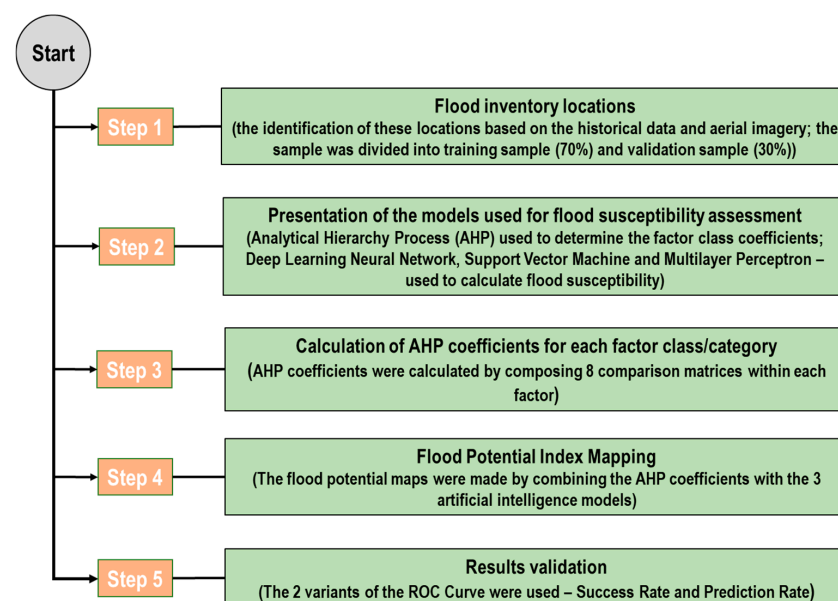 Start
Step 1
Flood inventory locations
(the identification of these locations based on the historical data and aerial imagery; the
sample was divided into training sample (70%) and validation sample (30%))
Step 2
Presentation of the models used for flood susceptibility assessment
(Analytical Hierarchy Process (AHP) used to determine the factor class coefficients;
Deep Learning Neural Network, Support Vector Machine and Multilayer Perceptron –
used to calculate flood susceptibility)
Step 3
Calculation of AHP coefficients for each factor class/category
(AHP coefficients were calculated by composing 8 comparison matrices within each
factor)
Step 4
Flood Potential Index Mapping
(The flood potential maps were made by combining the AHP coefficients with the 3
artificial intelligence models)
Step 5
Results validation
(The 2 variants of the ROC Curve were used – Success Rate and Prediction Rate)